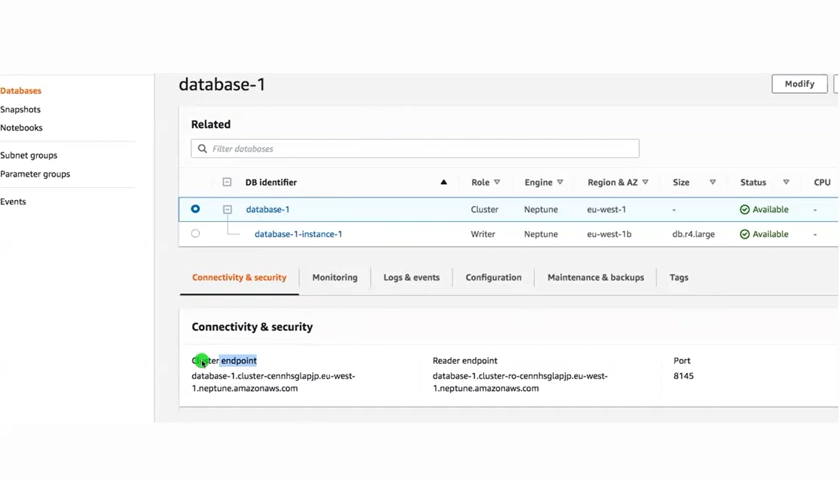 database-1
Modify
Databases
Snapshots
Notebooks
Subnet groups
Parameter groups
Events
Related
Filter databases
DB identifier Role Engine Region & AZ Size Status CPU
database-1 Cluster Neptune eu-west-1 - Available -
database-1-instance-1 Writer Neptune eu-west-1b db.r4.large Available -
Connectivity & security Monitoring Logs & events Configuration Maintenance & backups Tags
Connectivity & security
Cluster endpoint
database-1.cluster-cennhsglapjp.eu-west-
1.neptune.amazonaws.com
Reader endpoint
database-1.cluster-ro-cennhsglapjp.eu-west-
1.neptune.amazonaws.com
Port
8145